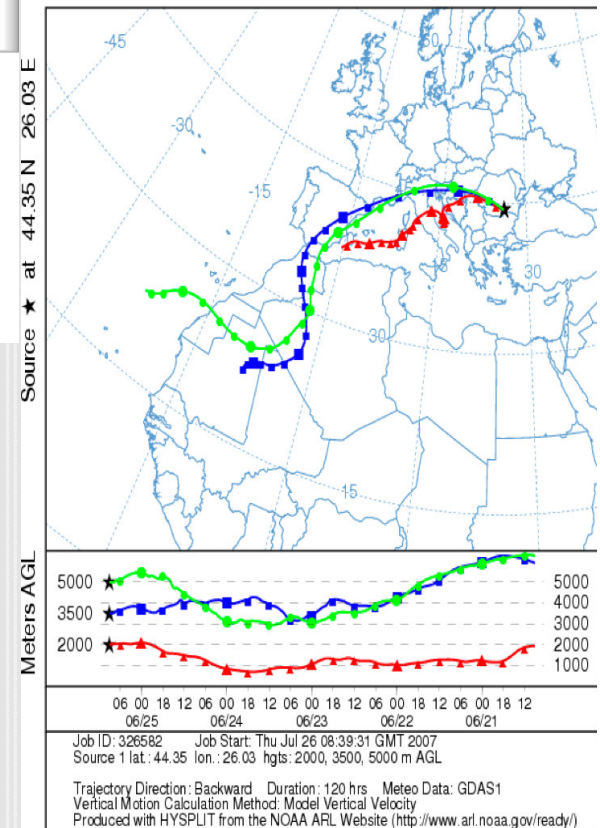 -45
-30
-15
30
15
30
15
Source ★ at 44.35 N 26.03 E
Meters AGL
5000
3500
2000
5000
4000
3000
2000
1000
06 00 18 12 06 00 18 12 06 00 18 12 06 00 18 12 06 00 18 12
06/25 06/24 06/23 06/22 06/21
Job ID: 326582 Job Start: Thu Jul 26 08:39:31 GMT 2007
Source 1 lat.: 44.35 lon.: 26.03 hgts: 2000, 3500, 5000 m AGL
Trajectory Direction: Backward Duration: 120 hrs Meteo Data: GDAS1
Vertical Motion Calculation Method: Model Vertical Velocity
Produced with HYSPLIT from the NOAA ARL Website (http://www.arl.noaa.gov/ready/)